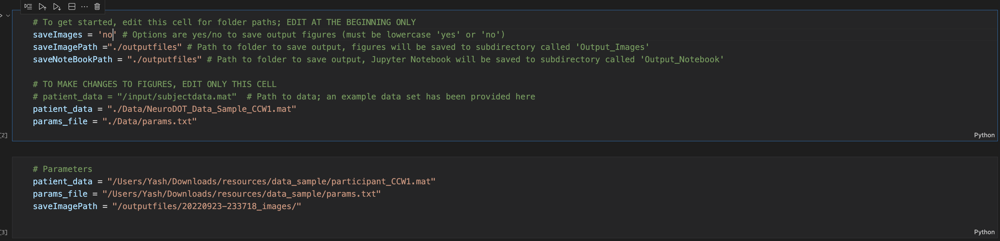 # To get started, edit this cell for folder paths; EDIT AT THE BEGINNING ONLY
saveImages = 'no' # Options are yes/no to save output figures (must be lowercase 'yes' or 'no')
saveImagePath ="./outputfiles" # Path to folder to save output, figures will be saved to subdirectory called 'Output_Images'
saveNoteBookPath = "./outputfiles" # Path to folder to save output, Jupyter Notebook will be saved to subdirectory called 'Output_Notebook'

# TO MAKE CHANGES TO FIGURES, EDIT ONLY THIS CELL
# patient_data = "/input/subjectdata.mat"  # Path to data; an example data set has been provided here
patient_data = "./Data/NeuroDOT_Data_Sample_CCW1.mat"
params_file = "./Data/params.txt"
[2]
Python
# Parameters
patient_data = "/Users/Yash/Downloads/resources/data_sample/participant_CCW1.mat"
params_file = "/Users/Yash/Downloads/resources/data_sample/params.txt"
saveImagePath = "/outputfiles/20220923-233718_images/"
[3]
Python